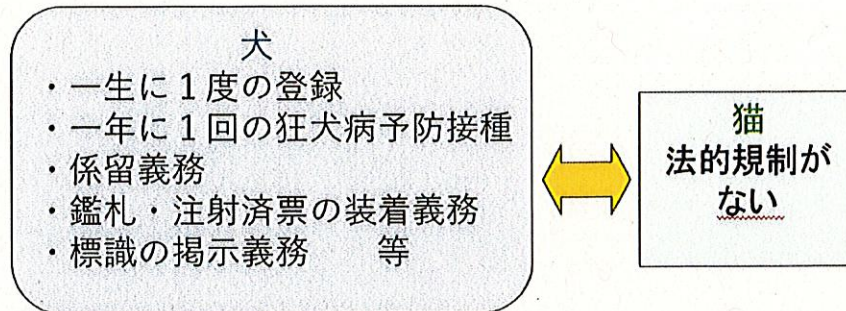 犬
・一生に1度の登録
・一年に1回の狂犬病予防接種
・係留義務
・鑑札・注射済票の装着義務
・標識の掲示義務　　等
猫
法的規制が
ない